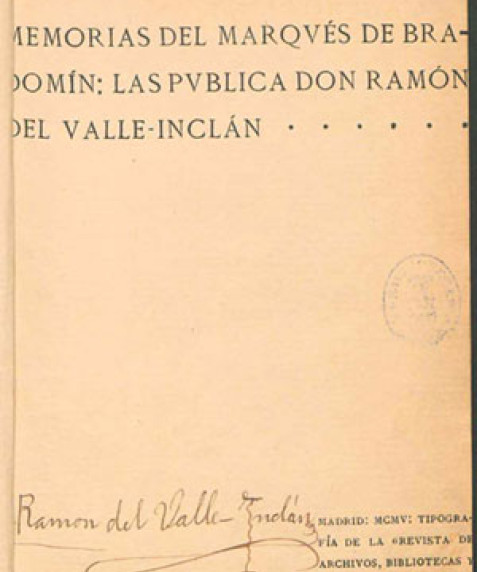 MEMORIAS DEL MARQVÉS DE BRA-
DOMÍN: LAS PVBLICA DON RAMÓN
DEL VALLE-INCLÁN · · · · · ·
Ramon del Valle-Inclán
MADRID: MCMV: TIPOGRA-
FÍA DE LA «REVISTA DE
ARCHIVOS, BIBLIOTECAS Y